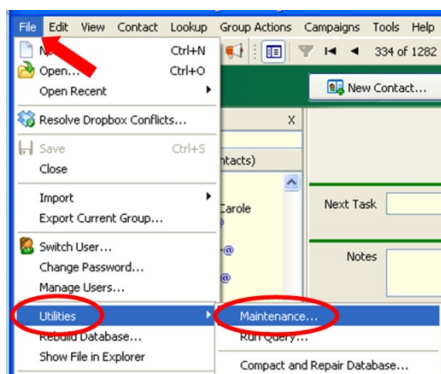 File Edit View Contact Lookup Group Actions Campaigns Tools Help
Ctrl+N
334 of 1282
Open... Ctrl+O
Open Recent
New Contact...
Resolve Dropbox Conflicts...
X
Save Ctrl+S
Close
Import
Carole
Next Task
Export Current Group...
Switch User...
@
Notes
Change Password...
Manage Users...
@
Utilities
Maintenance...
Rebuild Database...
Run Query...
Show File in Explorer
Compact and Repair Database...